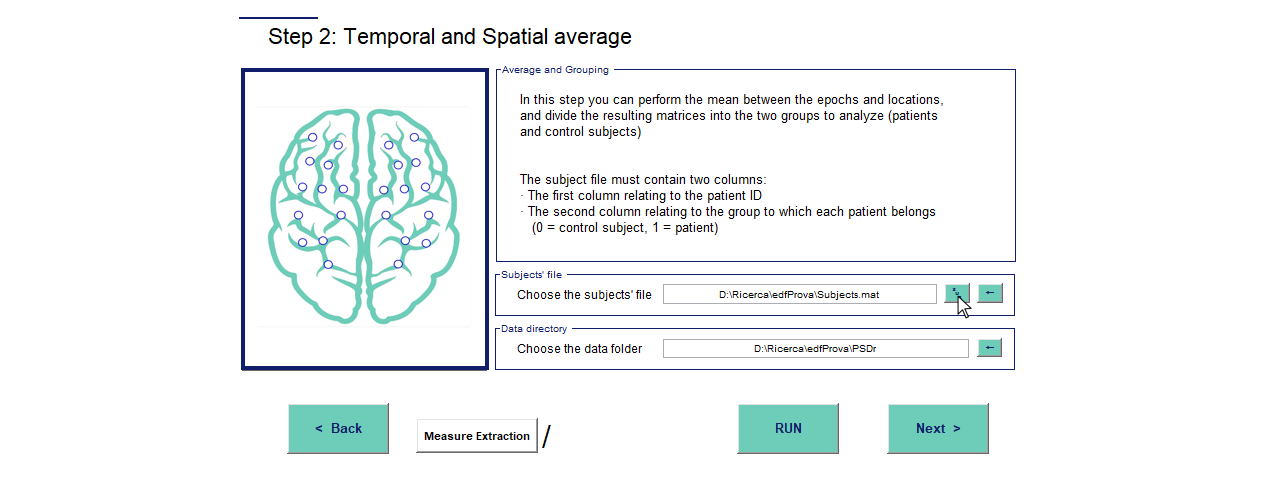 Step 2: Temporal and Spatial average
Average and Grouping
In this step you can perform the mean between the epochs and locations,
and divide the resulting matrices into the two groups to analyze (patients
and control subjects)
The subject file must contain two columns:
· The first column relating to the patient ID
· The second column relating to the group to which each patient belongs
(0 = control subject, 1 = patient)
Subjects' file
Choose the subjects' file D:\Ricerca\edfProva\Subjects.mat ←
Data directory
Choose the data folder D:\Ricerca\edfProva\PSDr ←
< Back Measure Extraction / RUN Next >